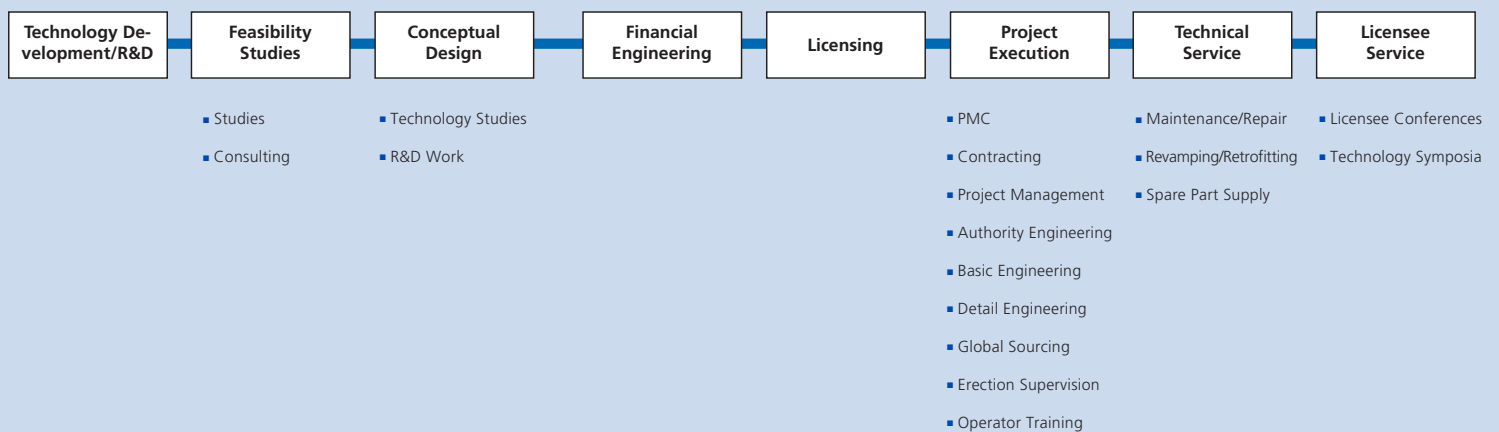 Technology De-
velopment/R&D
Feasibility
Studies
Conceptual
Design
Financial
Engineering
Licensing
Project
Execution
Technical
Service
Licensee
Service
▪ Studies
▪ Consulting
▪ Technology Studies
▪ R&D Work
▪ PMC
▪ Contracting
▪ Project Management
▪ Authority Engineering
▪ Basic Engineering
▪ Detail Engineering
▪ Global Sourcing
▪ Erection Supervision
▪ Operator Training
▪ Maintenance/Repair
▪ Revamping/Retrofitting
▪ Spare Part Supply
▪ Licensee Conferences
▪ Technology Symposia